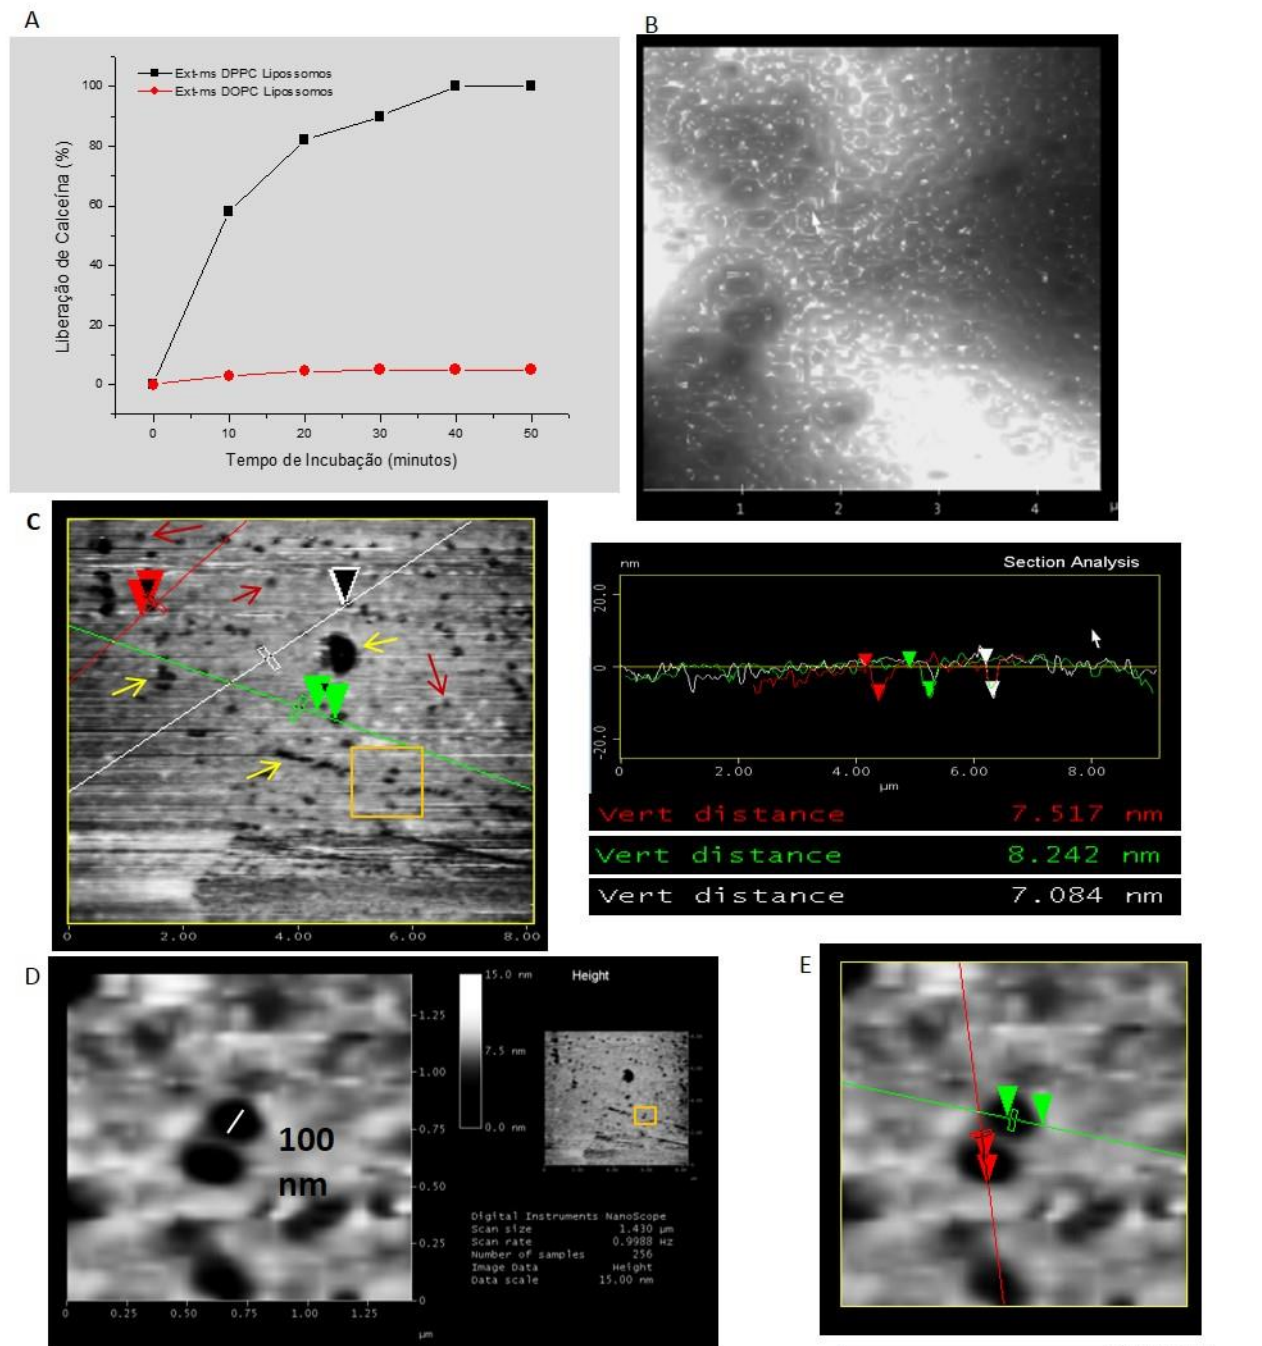 A
Ext-ms DPPC Lipossomos
Ext-ms DOPC Lipossomos
Liberação de Calceína (%)
100
80
60
40
20
0
0 10 20 30 40 50
Tempo de Incubação (minutos)
B
1 2 3 4
C
0 2.00 4.00 6.00 8.00
nm
Section Analysis
20.0
0
-20.0
0 2.00 4.00 6.00 8.00
µm
Vert distance 7.517 nm
Vert distance 8.242 nm
Vert distance 7.084 nm
D
100
nm
1.25
1.00
0.75
0.50
0.25
0
0 0.25 0.50 0.75 1.00 1.25
µm
15.0 nm
7.5 nm
0.0 nm
Height
Digital Instruments NanoScope
Scan size 1.430 µm
Scan rate 0.9988 Hz
Number of samples 256
Image Data Height
Data scale 15.00 nm
E